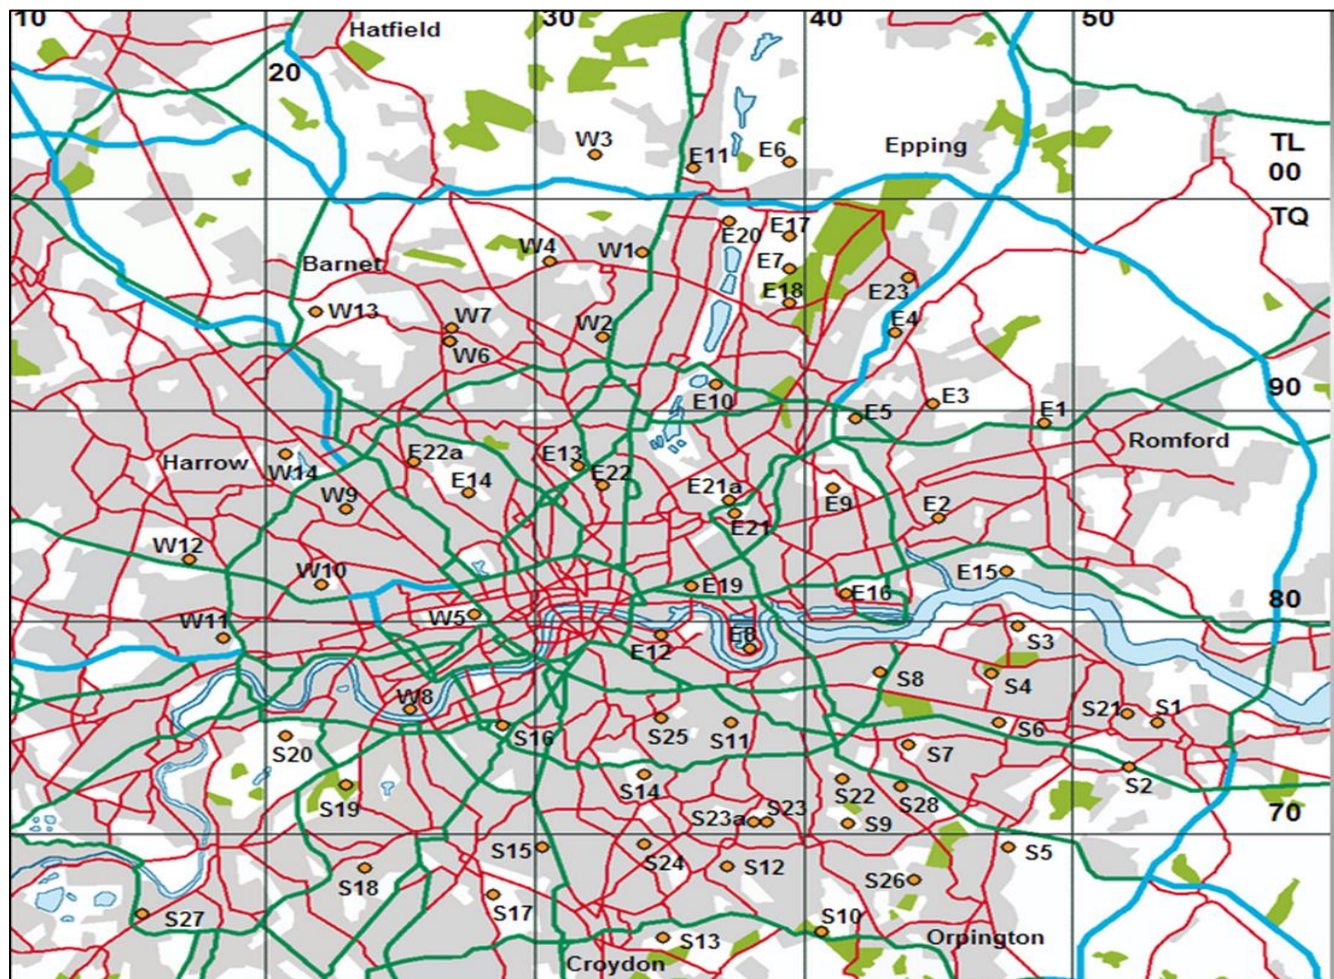 10
30
40
50
Hatfield
20
W3
E11
E6
Epping
TL
00
TQ
W4
W1
E20
E17
Barnet
E7
E18
E23
W13
W7
W2
E4
W6
90
E10
E3
E5
E1
Romford
Harrow
W14
E22a
E13
E14
E22
E21a
W9
E9
E2
E21
W12
W10
E19
E15
E16
80
W5
W11
E12
E8
S3
S8
S4
W8
S21
S1
S16
S25
S11
S6
S20
S7
S2
S14
S19
S22
S28
S23
S23a
S9
70
S15
S24
S12
S5
S18
S26
S17
S27
S10
S13
Orpington
Croydon